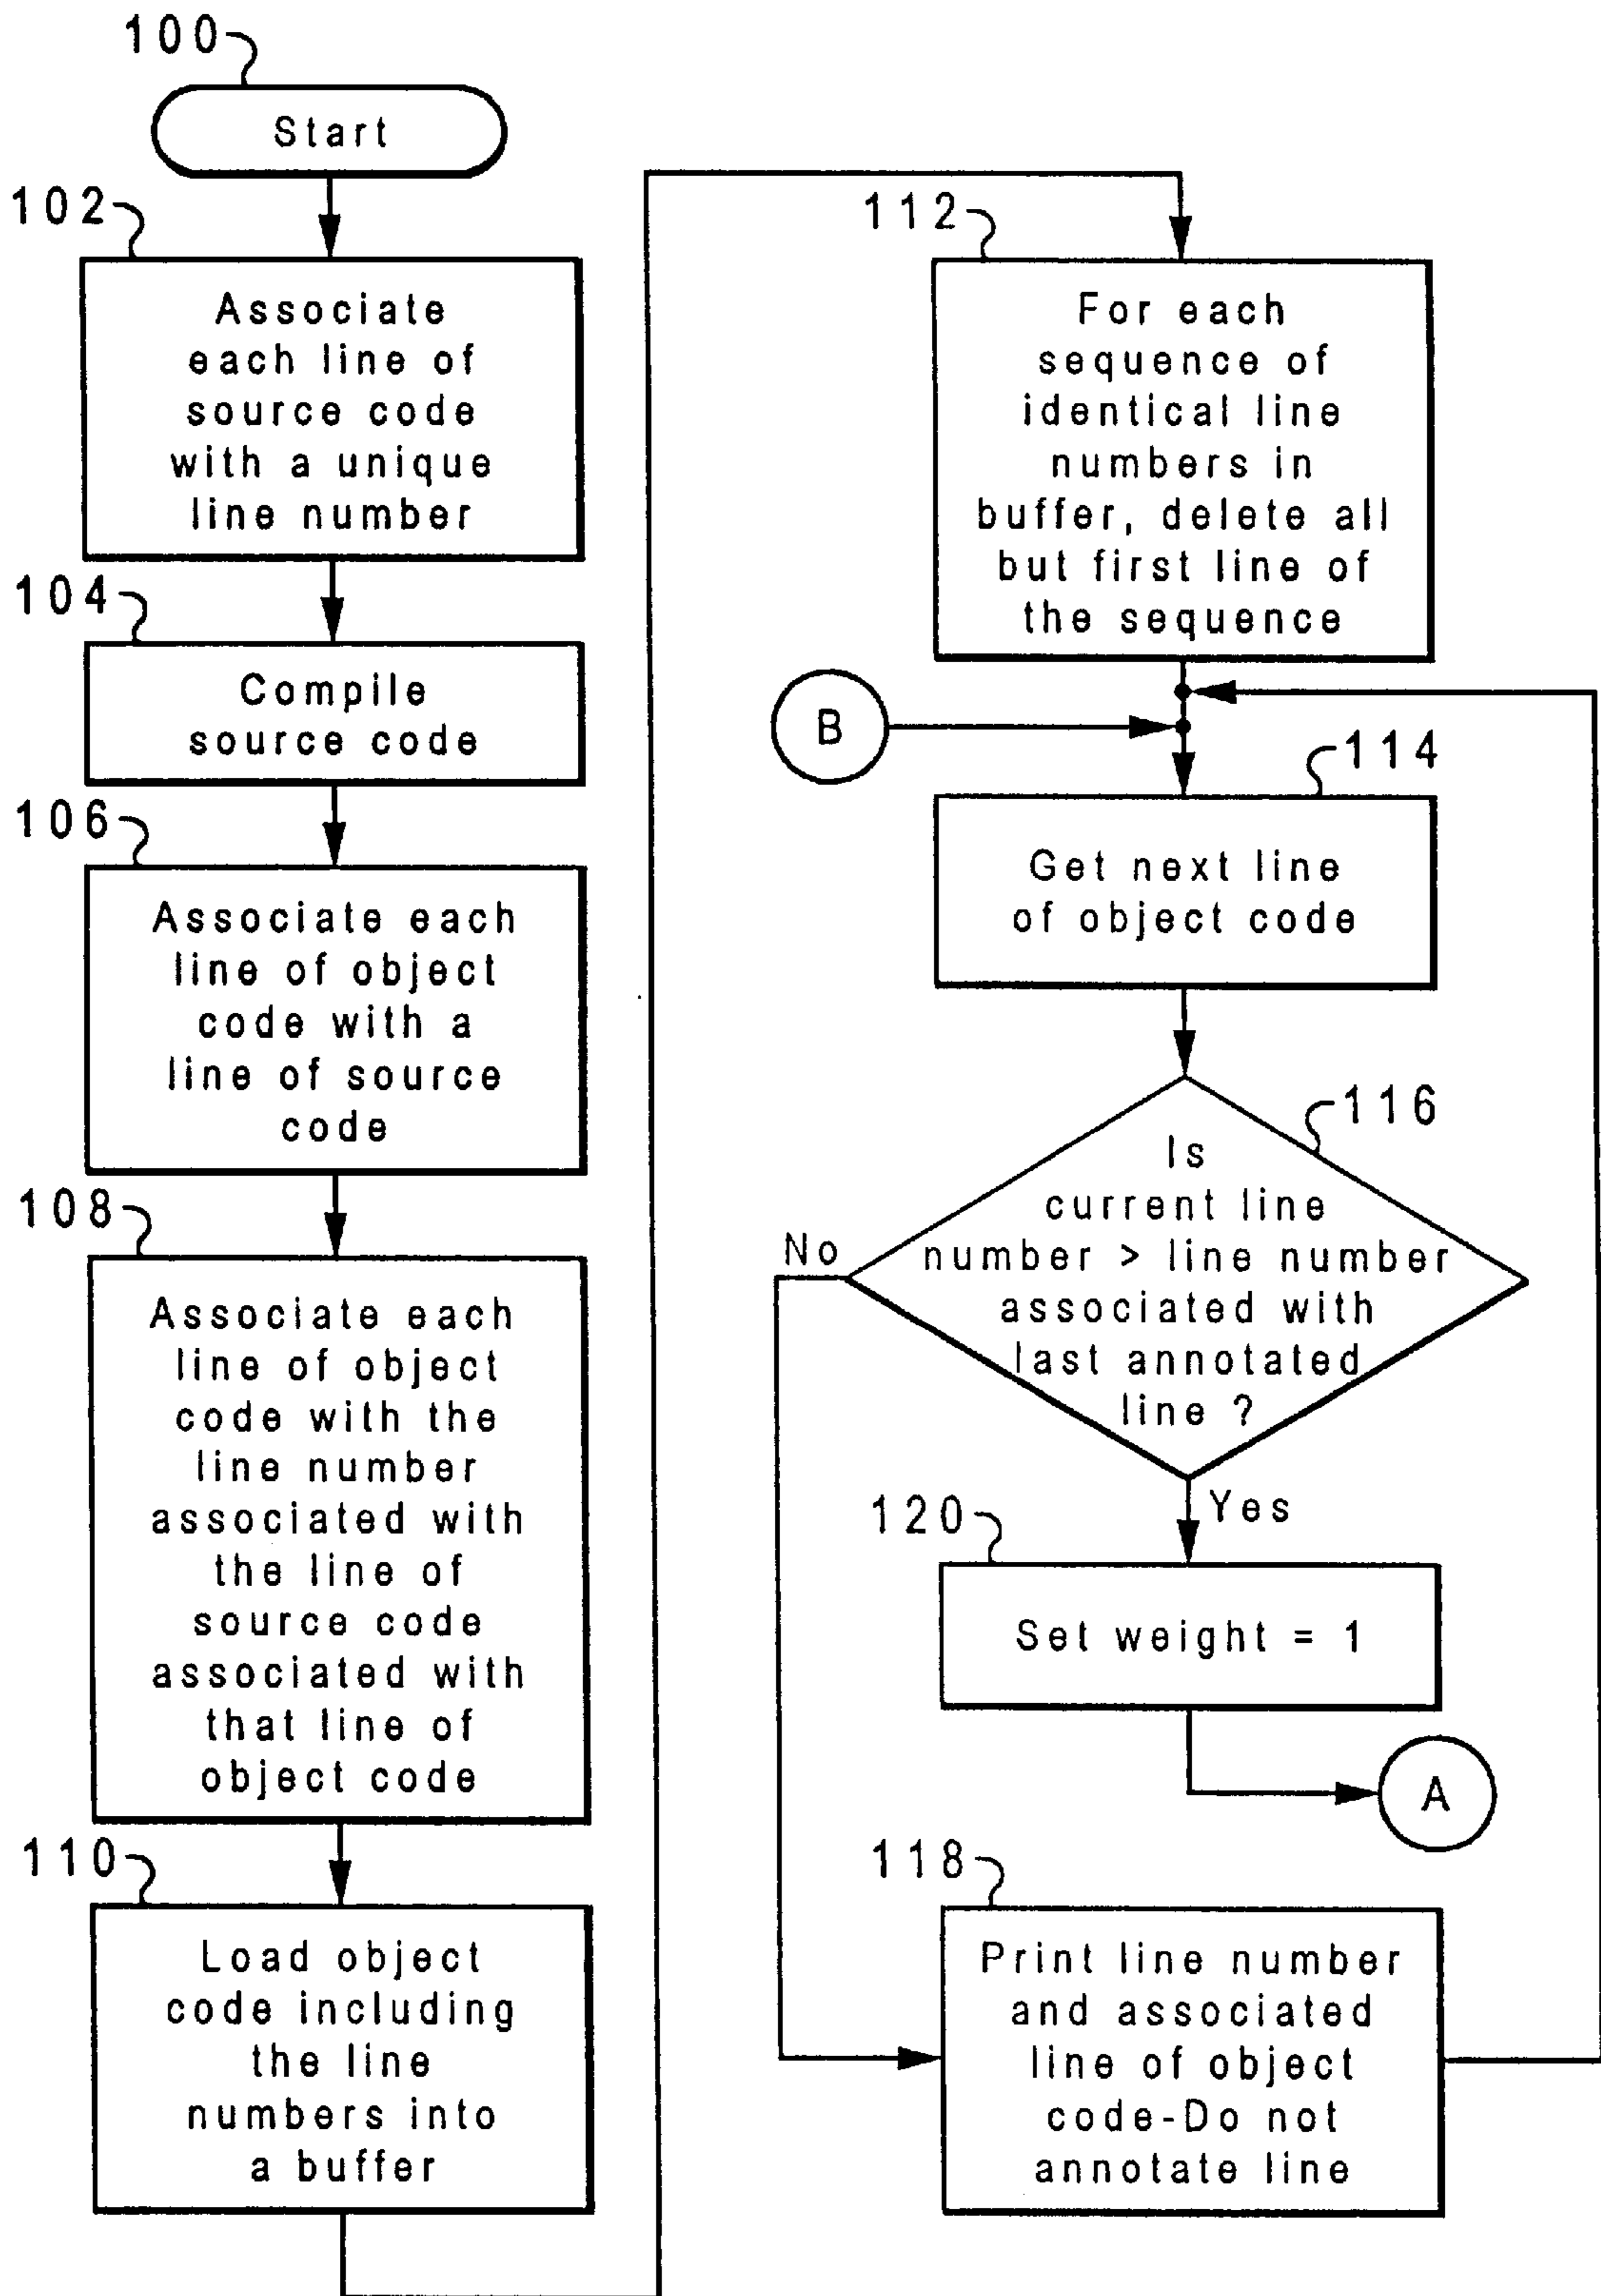 100
Start
102
Associate
each line of
source code
with a unique
line number
104
Compile
source code
106
Associate each
line of object
code with a
line of source
code
108
Associate each
line of object
code with the
line number
associated with
the line of
source code
associated with
that line of
object code
110
Load object
code including
the line
numbers into
a buffer
112
For each
sequence of
identical line
numbers in
buffer, delete all
but first line of
the sequence
B
114
Get next line
of object code
116
Is
current line
number > line number
associated with
last annotated
line ?
No
Yes
120
Set weight = 1
A
118
Print line number
and associated
line of object
code-Do not
annotate line